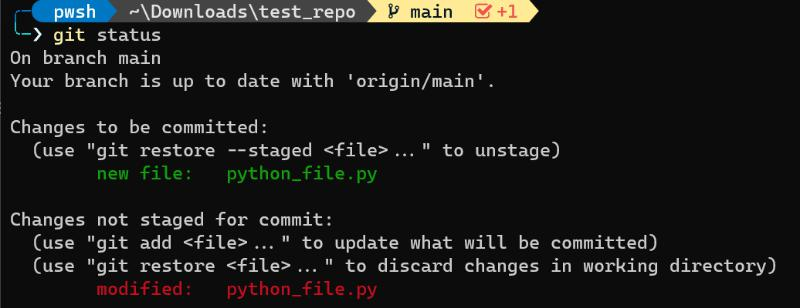 pwsh ~\Downloads\test_repo main +1
❯ git status
On branch main
Your branch is up to date with 'origin/main'.
Changes to be committed:
(use "git restore --staged <file>..." to unstage)
new file: python_file.py
Changes not staged for commit:
(use "git add <file>..." to update what will be committed)
(use "git restore <file>..." to discard changes in working directory)
modified: python_file.py